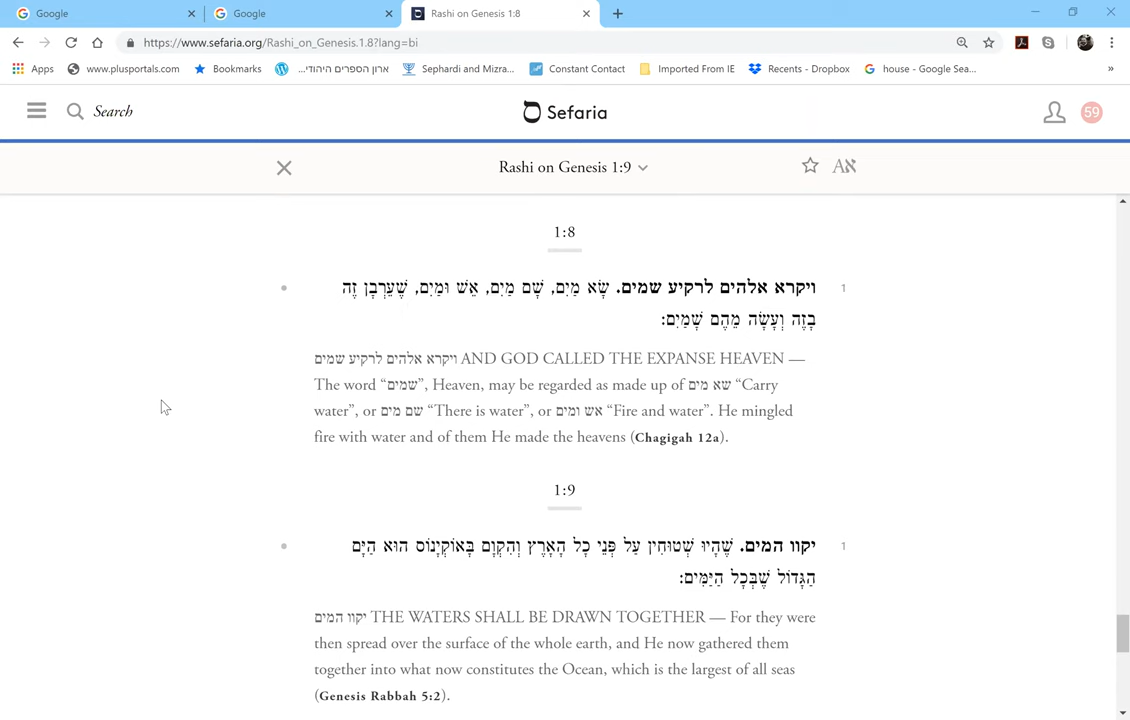 Google
Google
Rashi on Genesis 1:8
https://www.sefaria.org/Rashi_on_Genesis.1.8?lang=bi
Apps www.plusportals.com Bookmarks ארון הספרים היהודי... Sephardi and Mizra... Constant Contact Imported From IE Recents - Dropbox house - Google Sea... »
Search Sefaria 59
Rashi on Genesis 1:9 Aא
1:8
ויקרא אלהים לרקיע שמים. שָׂא מַיִם, שָׁם מַיִם, אֵשׁ וּמַיִם, שֶׁעֵרְבָן זֶה 1
בָזֶה וְעָשָׂה מֵהֶם שָׁמַיִם:
ויקרא אלהים לרקיע שמים AND GOD CALLED THE EXPANSE HEAVEN —
The word “שמים”, Heaven, may be regarded as made up of שא מים “Carry
water”, or שם מים “There is water”, or אש ומים “Fire and water”. He mingled
fire with water and of them He made the heavens (Chagigah 12a).
1:9
יקוו המים. שֶׁהָיוּ שְׁטוּחִין עַל פְּנֵי כָל הָאָרֶץ וְהִקְוָם בָּאוֹקְיָנוֹס הוּא הַיָּם 1
הַגָּדוֹל שֶׁבְּכָל הַיַּמִּים:
יקוו המים THE WATERS SHALL BE DRAWN TOGETHER — For they were
then spread over the surface of the whole earth, and He now gathered them
together into what now constitutes the Ocean, which is the largest of all seas
(Genesis Rabbah 5:2).